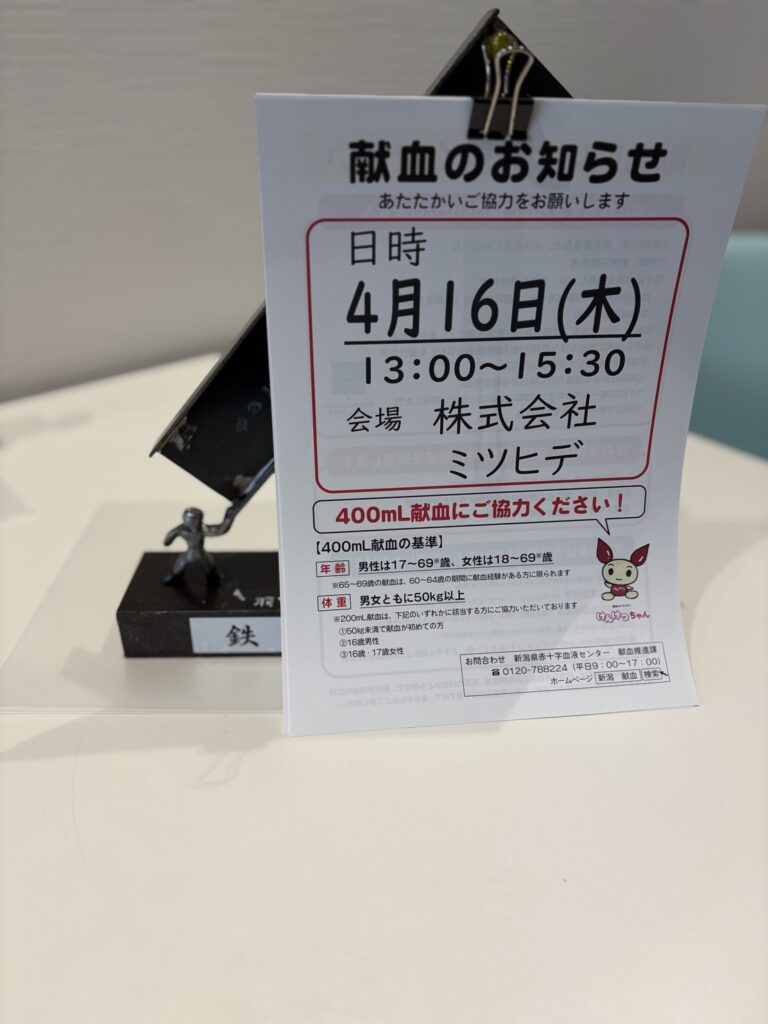 献血のお知らせ
あたたかいご協力をお願いします
日時
4月16日(木)
13:00～15:30
会場 株式会社
ミツヒデ
400mL献血にご協力ください！
【400mL献血の基準】
年齢 男性は17～69※歳、女性は18～69※歳
※65～69歳の献血は、60～64歳の期間に献血経験がある方に限られます
体重 男女ともに50kg以上
※200mL献血は、下記のいずれかに該当する方にご協力いただいております
①50kg未満で献血が初めての方
②16歳男性
③16歳・17歳女性
けんけつちゃん
お問合わせ 新潟県赤十字血液センター 献血推進課
☎ 0120-788224（平日9：00～17：00）
ホームページ 新潟 献血 検索
鉄